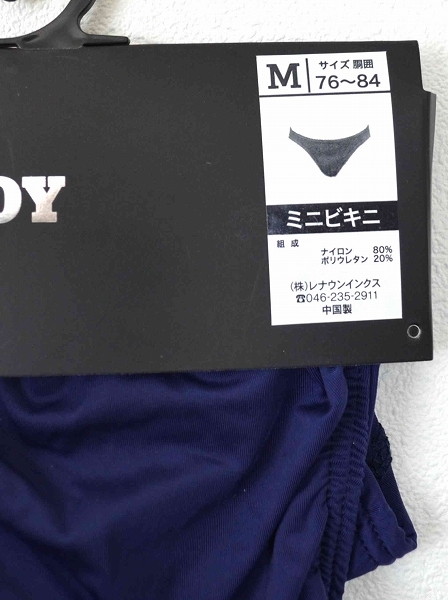 DY
M サイズ 胴囲
76〜84
ミニビキニ
組成
ナイロン 80%
ポリウレタン 20%
(株)レナウンインクス
☎046-235-2911
中国製